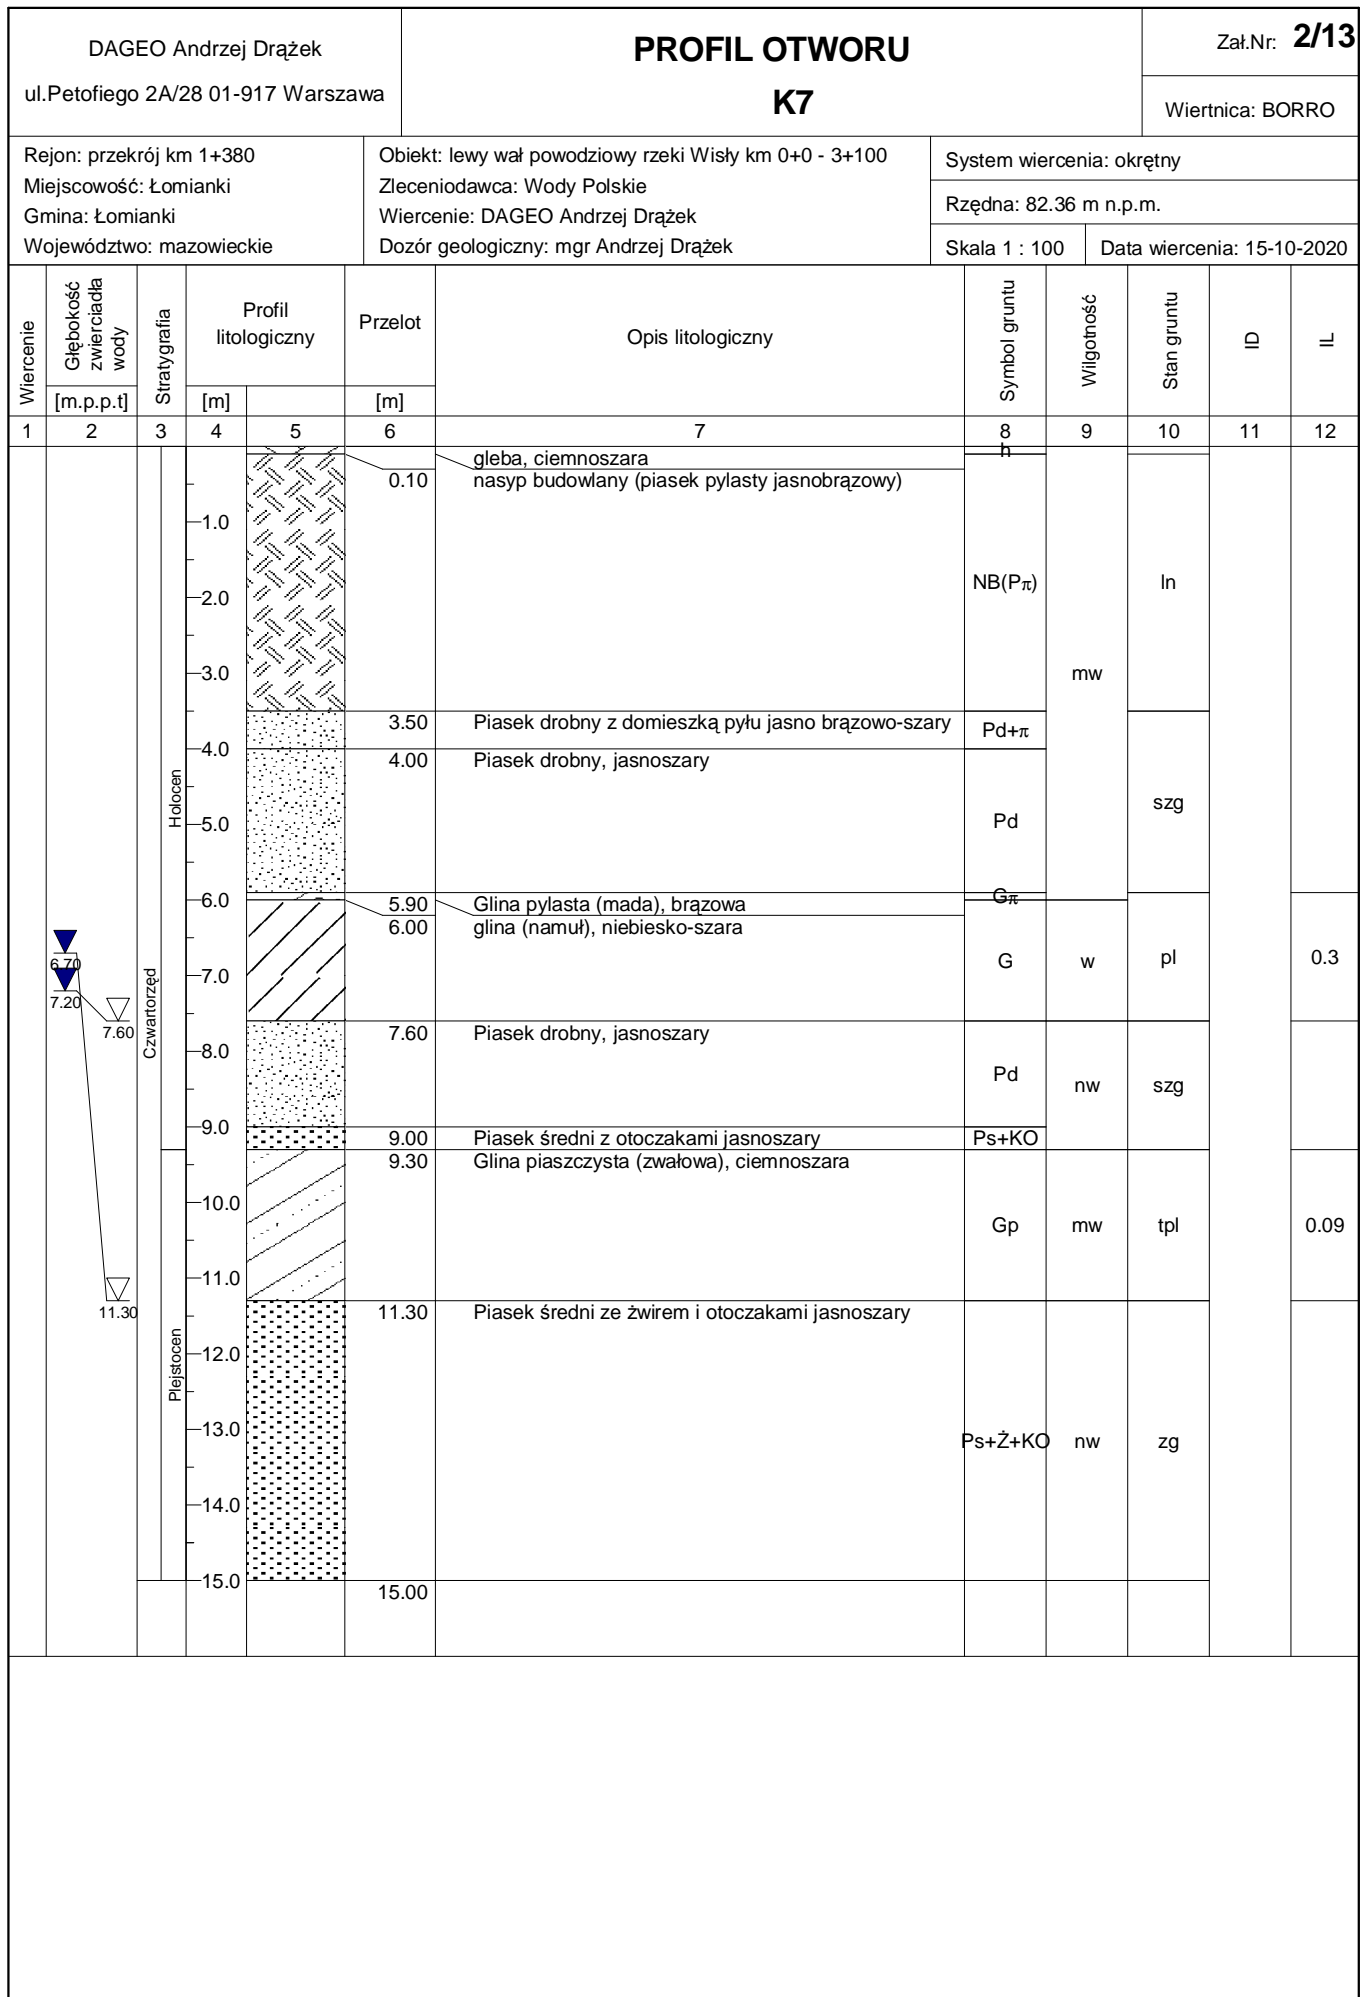 DAGEO Andrzej Drążek
ul.Petofiego 2A/28 01-917 Warszawa
PROFIL OTWORU
K7
Zał.Nr: 2/13
Wiertnica: BORRO
Rejon: przekrój km 1+380
Miejscowość: Łomianki
Gmina: Łomianki
Województwo: mazowieckie
Obiekt: lewy wał powodziowy rzeki Wisły km 0+0 - 3+100
Zleceniodawca: Wody Polskie
Wiercenie: DAGEO Andrzej Drążek
Dozór geologiczny: mgr Andrzej Drążek
System wiercenia: okrętny
Rzędna: 82.36 m n.p.m.
Skala 1 : 100 Data wiercenia: 15-10-2020
Wiercenie
Głębokość
zwierciadła
wody
[m.p.p.t]
Stratygrafia
Profil
litologiczny
[m]
Przelot
[m]
Opis litologiczny
Symbol gruntu
Wilgotność
Stan gruntu
ID
IL
1 2 3 4 5 6 7 8 9 10 11 12
gleba, ciemnoszara h
0.10 nasyp budowlany (piasek pylasty jasnobrązowy)
1.0
2.0 NB(Pπ) ln
3.0 mw
3.50 Piasek drobny z domieszką pyłu jasno brązowo-szary Pd+π
4.0 4.00 Piasek drobny, jasnoszary
Holocen
5.0 Pd szg
6.0 5.90 Glina pylasta (mada), brązowa Gπ
6.00 glina (namuł), niebiesko-szara
6.70 7.0 G w pl 0.3
7.20
7.60
Czwartorzęd
7.60 Piasek drobny, jasnoszary
8.0 Pd nw szg
9.0 9.00 Piasek średni z otoczakami jasnoszary Ps+KO
9.30 Glina piaszczysta (zwałowa), ciemnoszara
10.0 Gp mw tpl 0.09
11.0
11.30 11.30 Piasek średni ze żwirem i otoczakami jasnoszary
12.0
Plejstocen
13.0 Ps+Ż+KO nw zg
14.0
15.0 15.00